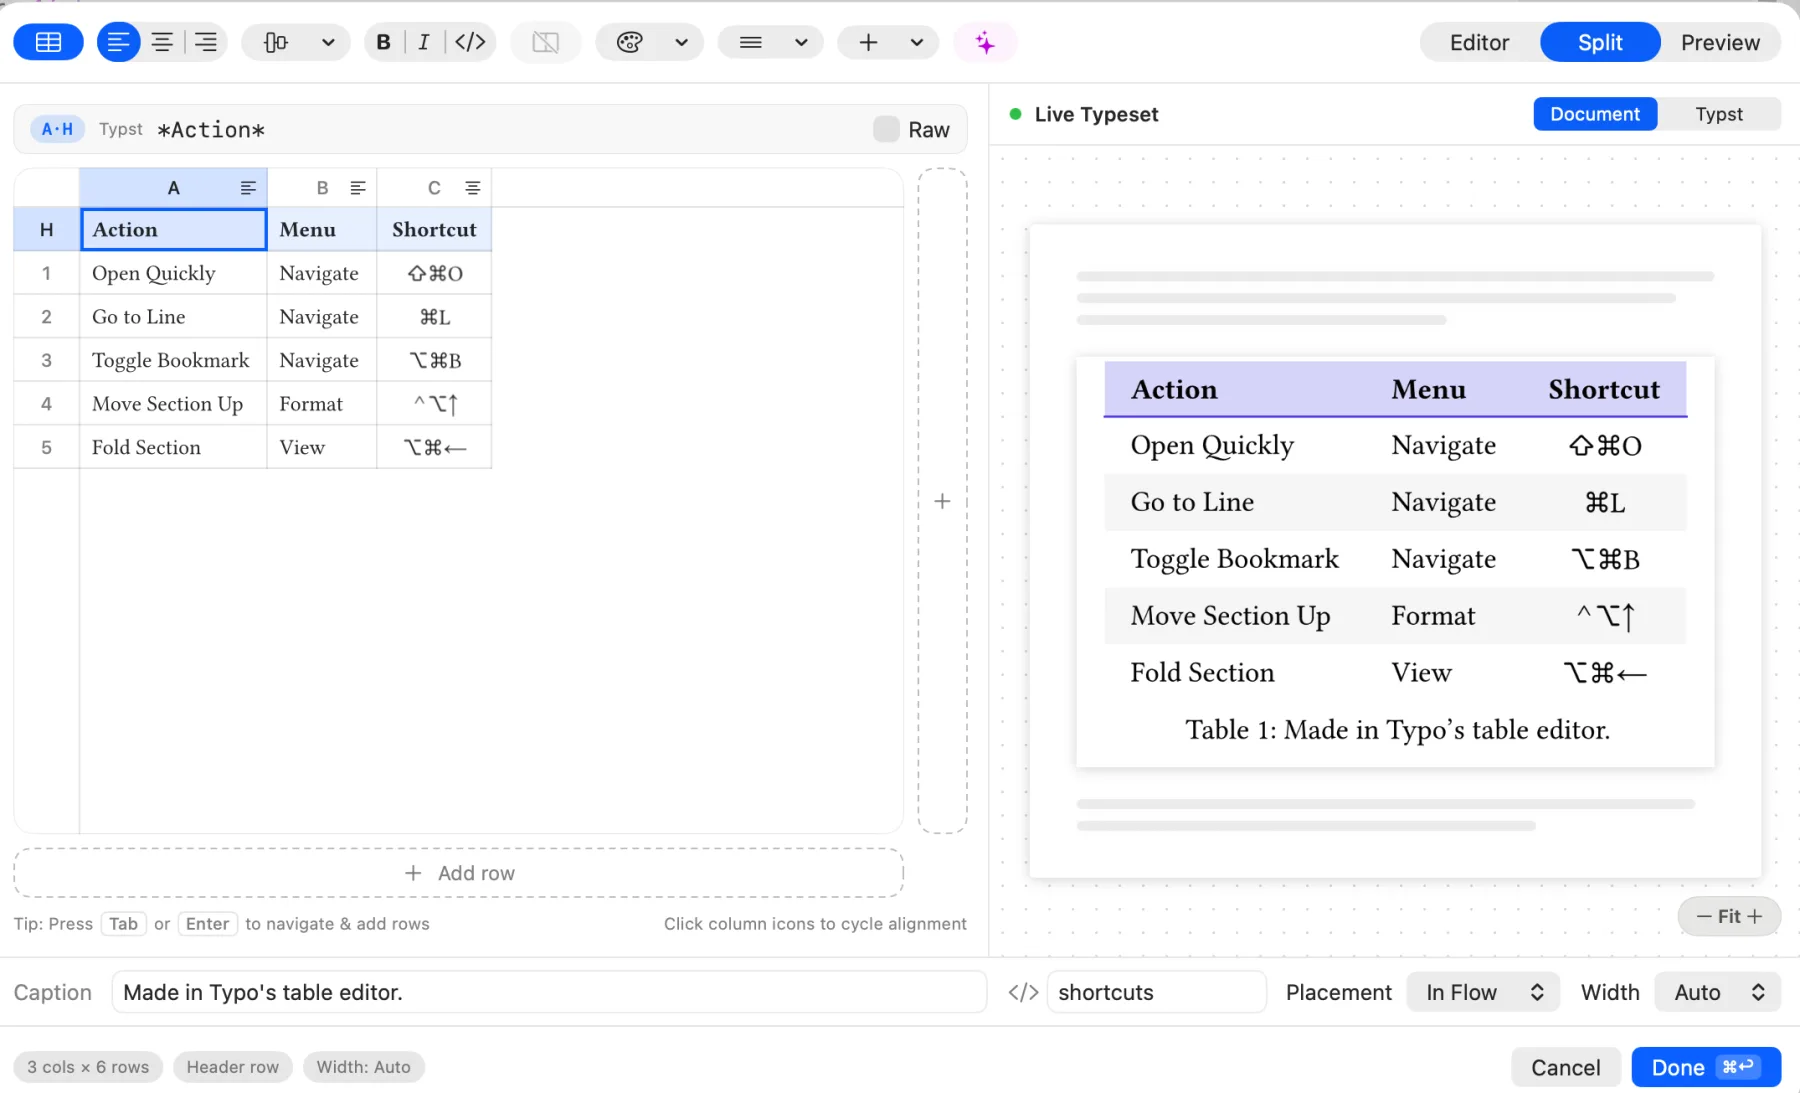 B I </>
Editor Split Preview
A·H Typst *Action* Raw
Live Typeset Document Typst
A B C
H Action Menu Shortcut
1 Open Quickly Navigate ⇧⌘O
2 Go to Line Navigate ⌘L
3 Toggle Bookmark Navigate ⌥⌘B
4 Move Section Up Format ^⌥↑
5 Fold Section View ⌥⌘←
+
+ Add row
Tip: Press Tab or Enter to navigate & add rows
Click column icons to cycle alignment
Action Menu Shortcut
Open Quickly Navigate ⇧⌘O
Go to Line Navigate ⌘L
Toggle Bookmark Navigate ⌥⌘B
Move Section Up Format ^⌥↑
Fold Section View ⌥⌘←
Table 1: Made in Typo’s table editor.
− Fit +
Caption Made in Typo's table editor. </> shortcuts Placement In Flow Width Auto
3 cols × 6 rows Header row Width: Auto
Cancel Done ⌘↩